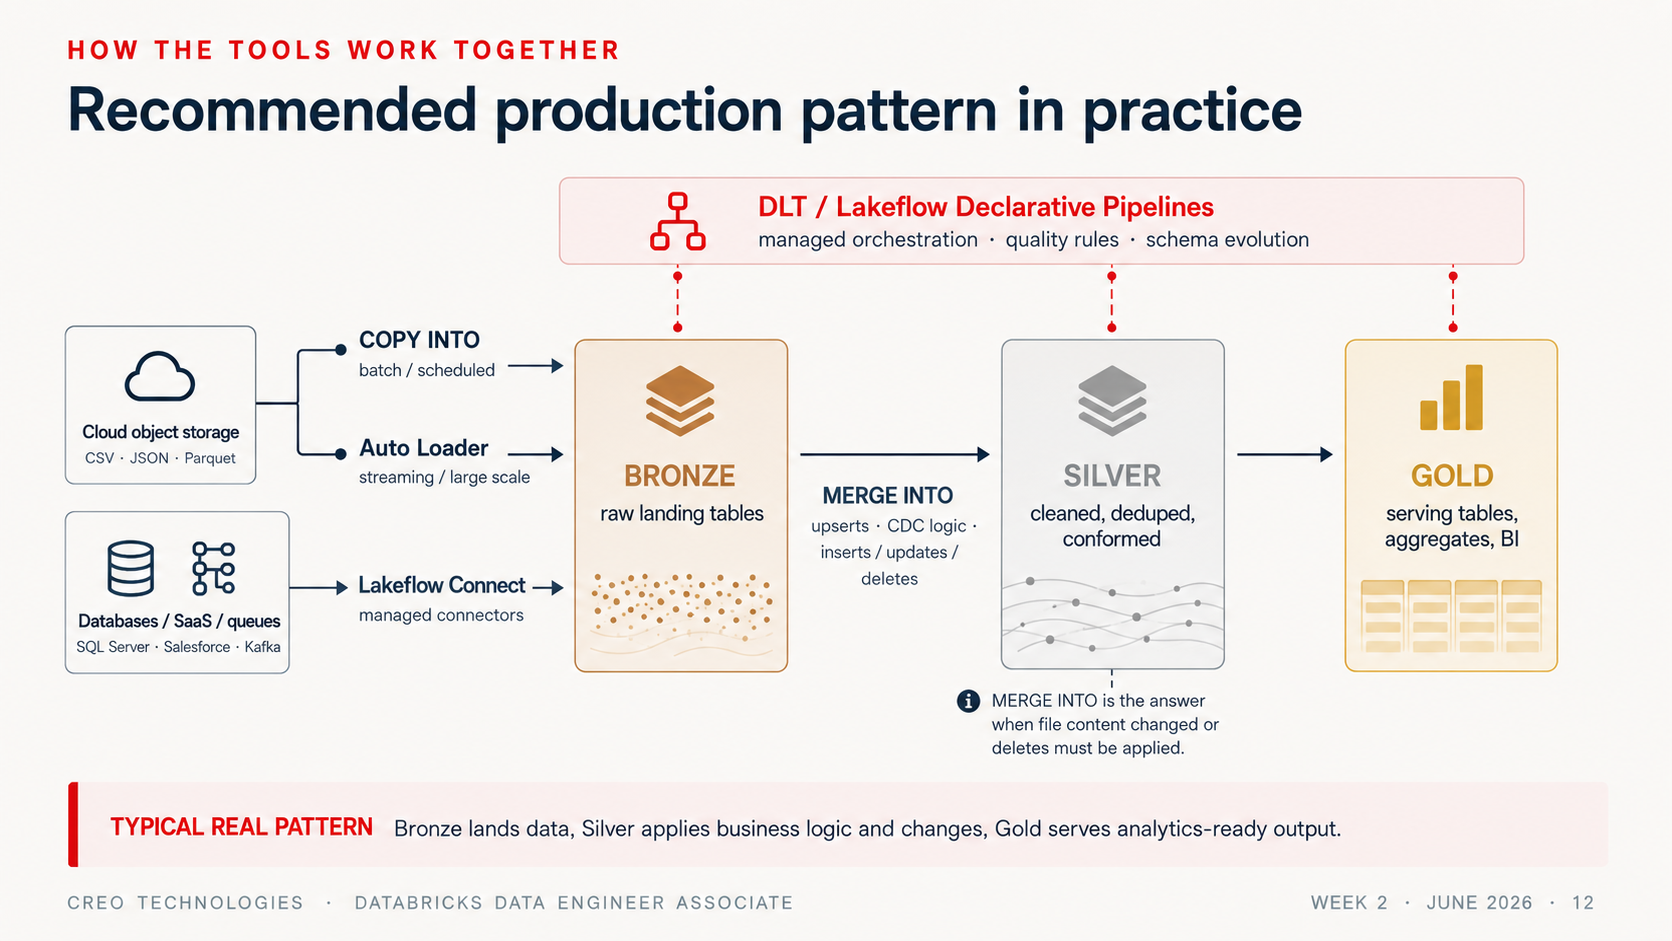 HOW THE TOOLS WORK TOGETHER
Recommended production pattern in practice
DLT / Lakeflow Declarative Pipelines
managed orchestration · quality rules · schema evolution
Cloud object storage
CSV · JSON · Parquet
COPY INTO
batch / scheduled
Auto Loader
streaming / large scale
Databases / SaaS / queues
SQL Server · Salesforce · Kafka
Lakeflow Connect
managed connectors
BRONZE
raw landing tables
MERGE INTO
upserts · CDC logic ·
inserts / updates /
deletes
SILVER
cleaned, deduped,
conformed
GOLD
serving tables,
aggregates, BI
MERGE INTO is the answer
when file content changed or
deletes must be applied.
TYPICAL REAL PATTERN Bronze lands data, Silver applies business logic and changes, Gold serves analytics-ready output.
CREO TECHNOLOGIES · DATABRICKS DATA ENGINEER ASSOCIATE
WEEK 2 · JUNE 2026 · 12